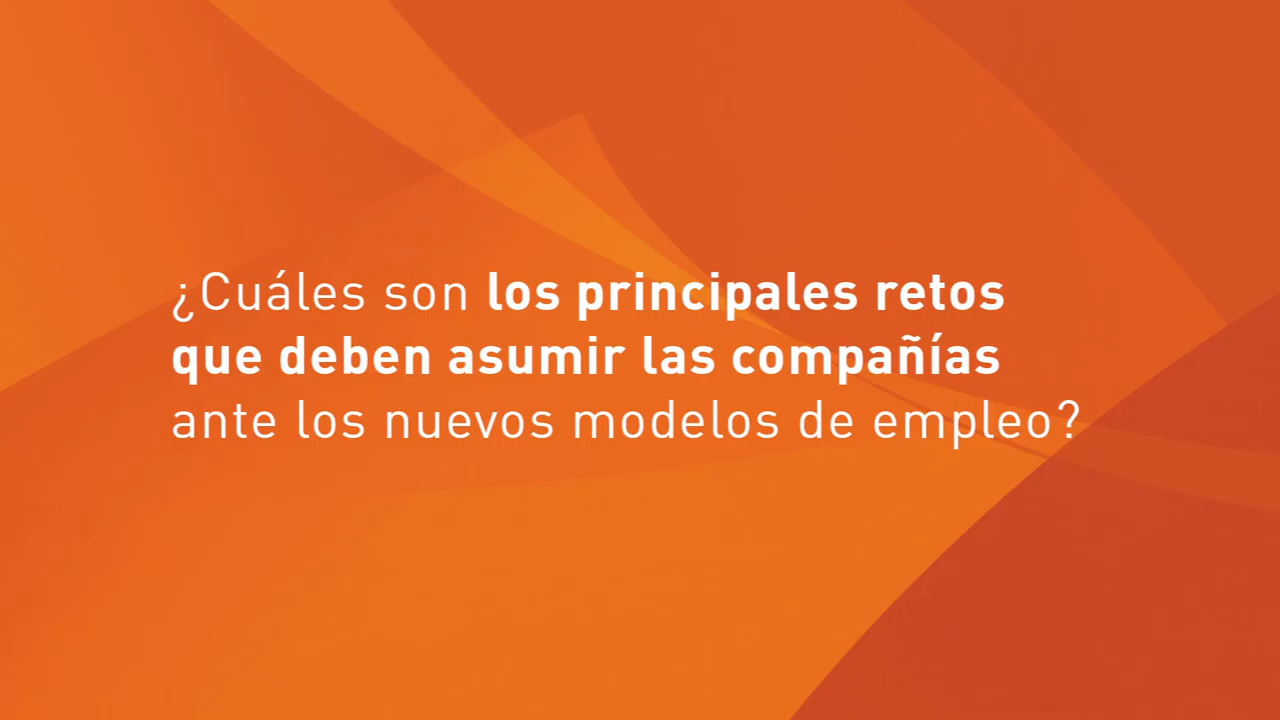 ¿Cuáles son los principales retos
que deben asumir las compañías
ante los nuevos modelos de empleo?